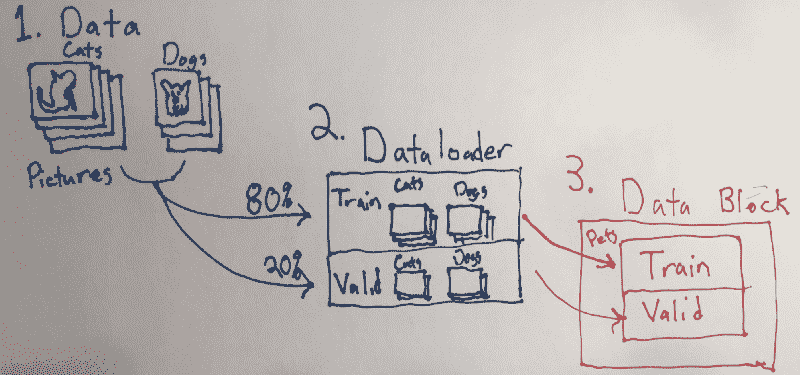 1. Data
Cats
Dogs
Pictures
80%
20%
2. Dataloader
Train
Cats
Dogs
Valid
Cats
Dogs
3. Data Block
Pets
Train
Valid